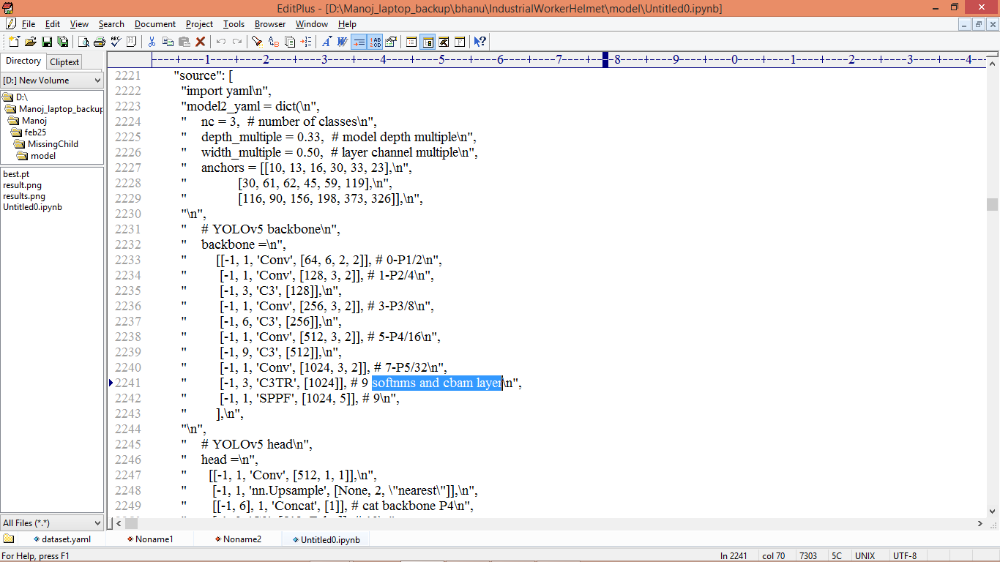 EditPlus - [D:\Manoj_laptop_backup\bhanu\IndustrialWorkerHelmet\model\Untitled0.ipynb]
File Edit View Search Document Project Tools Browser Window Help
Directory Cliptext
[D:] New Volume
D:\
Manoj_laptop_backup
Manoj
feb25
MissingChild
model
best.pt
result.png
results.png
Untitled0.ipynb
All Files (*.*)
----+----1----+----2----+----3----+----4----+----5----+----6----+----7----+----8----+----9----+----0----+----1----+----2----+----3----+----4---
2221 "source": [
2222 "import yaml\n",
2223 "model2_yaml = dict(\n",
2224 " nc = 3, # number of classes\n",
2225 " depth_multiple = 0.33, # model depth multiple\n",
2226 " width_multiple = 0.50, # layer channel multiple\n",
2227 " anchors = [[10, 13, 16, 30, 33, 23],\n",
2228 " [30, 61, 62, 45, 59, 119],\n",
2229 " [116, 90, 156, 198, 373, 326]],\n",
2230 "\n",
2231 " # YOLOv5 backbone\n",
2232 " backbone =\n",
2233 " [[-1, 1, 'Conv', [64, 6, 2, 2]], # 0-P1/2\n",
2234 " [-1, 1, 'Conv', [128, 3, 2]], # 1-P2/4\n",
2235 " [-1, 3, 'C3', [128]],\n",
2236 " [-1, 1, 'Conv', [256, 3, 2]], # 3-P3/8\n",
2237 " [-1, 6, 'C3', [256]],\n",
2238 " [-1, 1, 'Conv', [512, 3, 2]], # 5-P4/16\n",
2239 " [-1, 9, 'C3', [512]],\n",
2240 " [-1, 1, 'Conv', [1024, 3, 2]], # 7-P5/32\n",
2241 " [-1, 3, 'C3TR', [1024]], # 9 softnms and cbam layer\n",
2242 " [-1, 1, 'SPPF', [1024, 5]], # 9\n",
2243 " ],\n",
2244 "\n",
2245 " # YOLOv5 head\n",
2246 " head =\n",
2247 " [[-1, 1, 'Conv', [512, 1, 1]],\n",
2248 " [-1, 1, 'nn.Upsample', [None, 2, \"nearest\"]],\n",
2249 " [[-1, 6], 1, 'Concat', [1]], # cat backbone P4\n",
dataset.yaml Noname1 Noname2 Untitled0.ipynb
For Help, press F1 ln 2241 col 70 7303 5C UNIX UTF-8